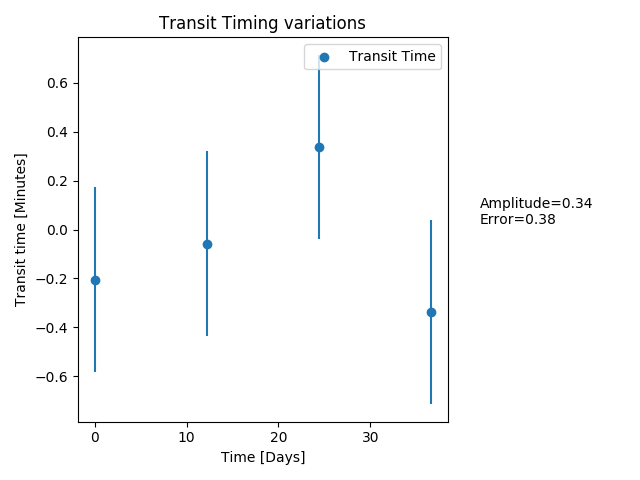 Transit Timing variations
Transit Time
Transit time [Minutes]
0.6
0.4
0.2
0.0
−0.2
−0.4
−0.6
0
10
20
30
Time [Days]
Amplitude=0.34
Error=0.38